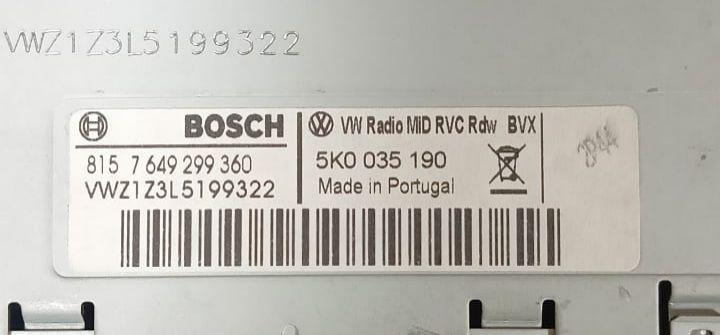 VWZ1Z3L5199322
BOSCH
VW Radio MID RVC Rdw BVX
815 7 649 299 360
5K0 035 190
VWZ1Z3L5199322
Made in Portugal